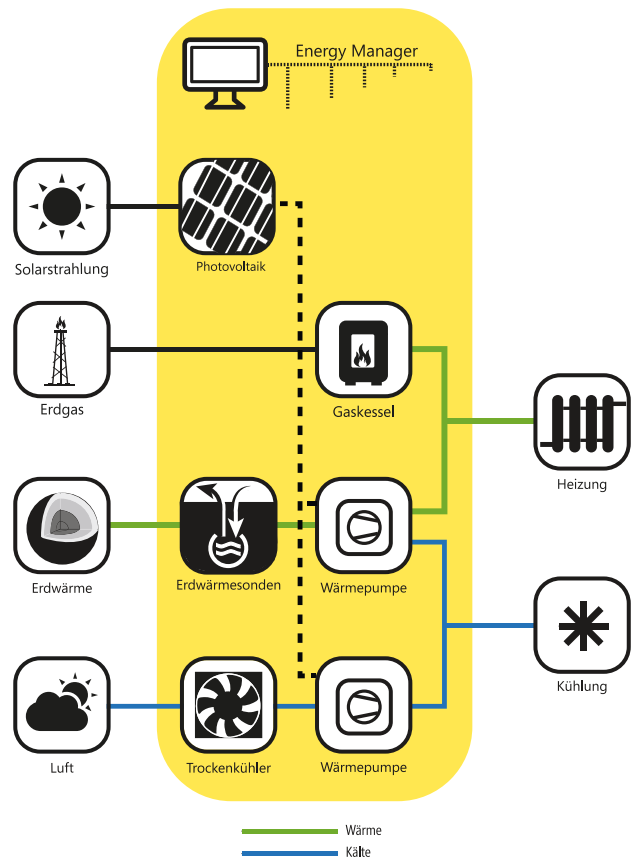 Energy Manager
Solarstrahlung
Photovoltaik
Erdgas
Gaskessel
Heizung
Erdwärme
Erdwärmesonden
Wärmepumpe
Kühlung
Luft
Trockenkühler
Wärmepumpe
Wärme
Kälte